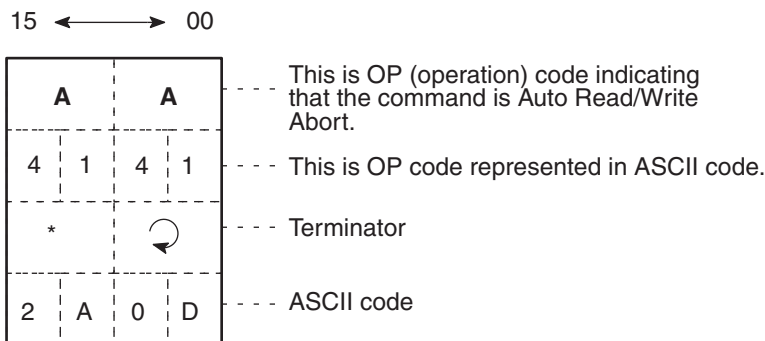 15 00
A A
This is OP (operation) code indicating
that the command is Auto Read/Write
Abort.
4 1 4 1
This is OP code represented in ASCII code.
*
Terminator
2 A 0 D
ASCII code